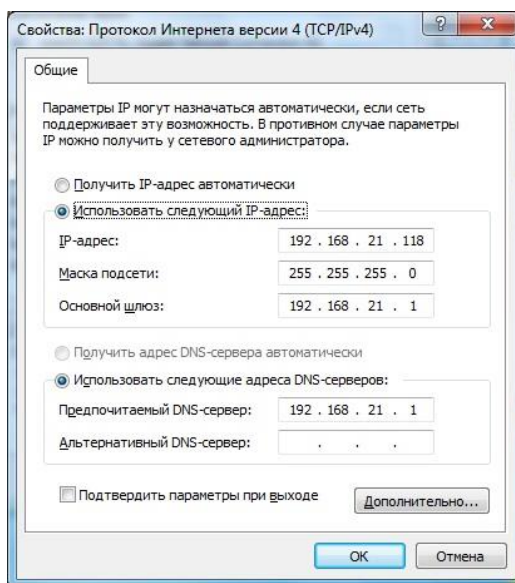 Свойства: Протокол Интернета версии 4 (TCP/IPv4)
Общие
Параметры IP могут назначаться автоматически, если сеть
поддерживает эту возможность. В противном случае параметры
IP можно получить у сетевого администратора.
Получить IP-адрес автоматически
Использовать следующий IP-адрес:
IP-адрес: 192 . 168 . 21 . 118
Маска подсети: 255 . 255 . 255 . 0
Основной шлюз: 192 . 168 . 21 . 1
Получить адрес DNS-сервера автоматически
Использовать следующие адреса DNS-серверов:
Предпочитаемый DNS-сервер: 192 . 168 . 21 . 1
Альтернативный DNS-сервер: . . .
Подтвердить параметры при выходе
Дополнительно...
ОК Отмена